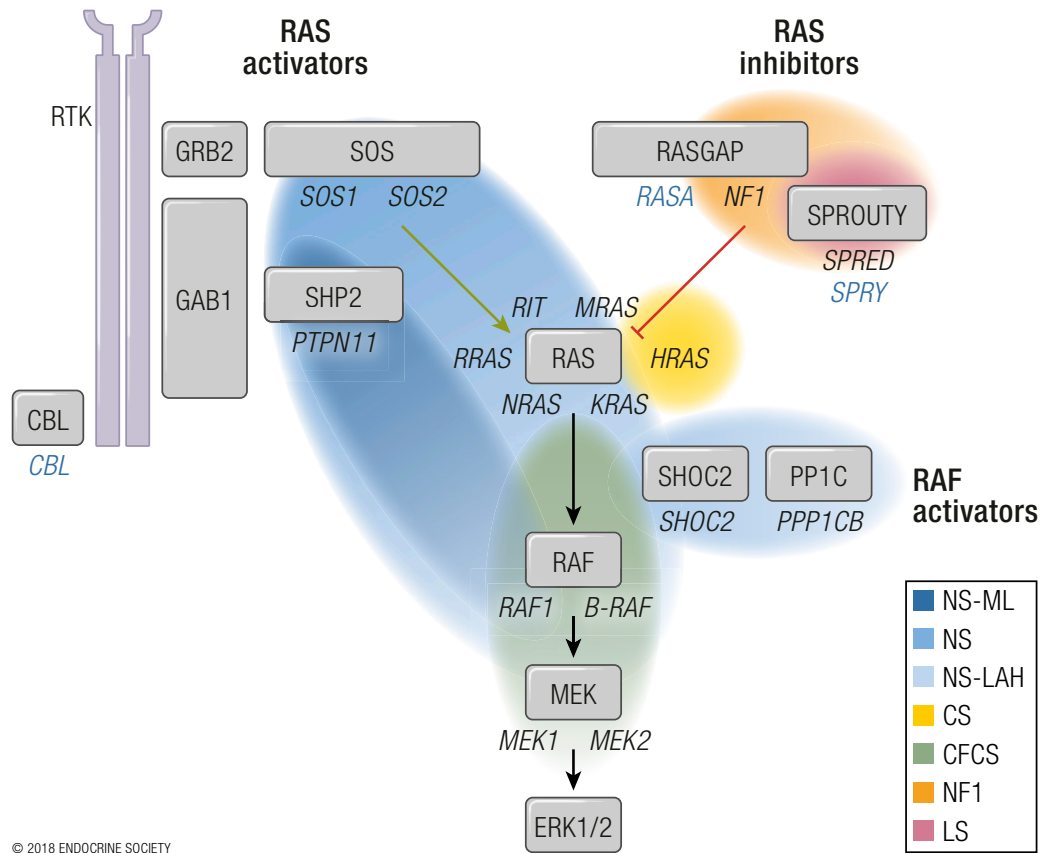 RAS
activators
RAS
inhibitors
RTK
GRB2
SOS
SOS1 SOS2
RASGAP
RASA NF1
SPROUTY
SPRED
SPRY
GAB1
SHP2
PTPN11
RIT MRAS
RRAS
RAS
HRAS
NRAS KRAS
CBL
CBL
SHOC2
SHOC2
PP1C
PPP1CB
RAF
activators
RAF
RAF1 B-RAF
MEK
MEK1 MEK2
ERK1/2
NS-ML
NS
NS-LAH
CS
CFCS
NF1
LS
© 2018 ENDOCRINE SOCIETY